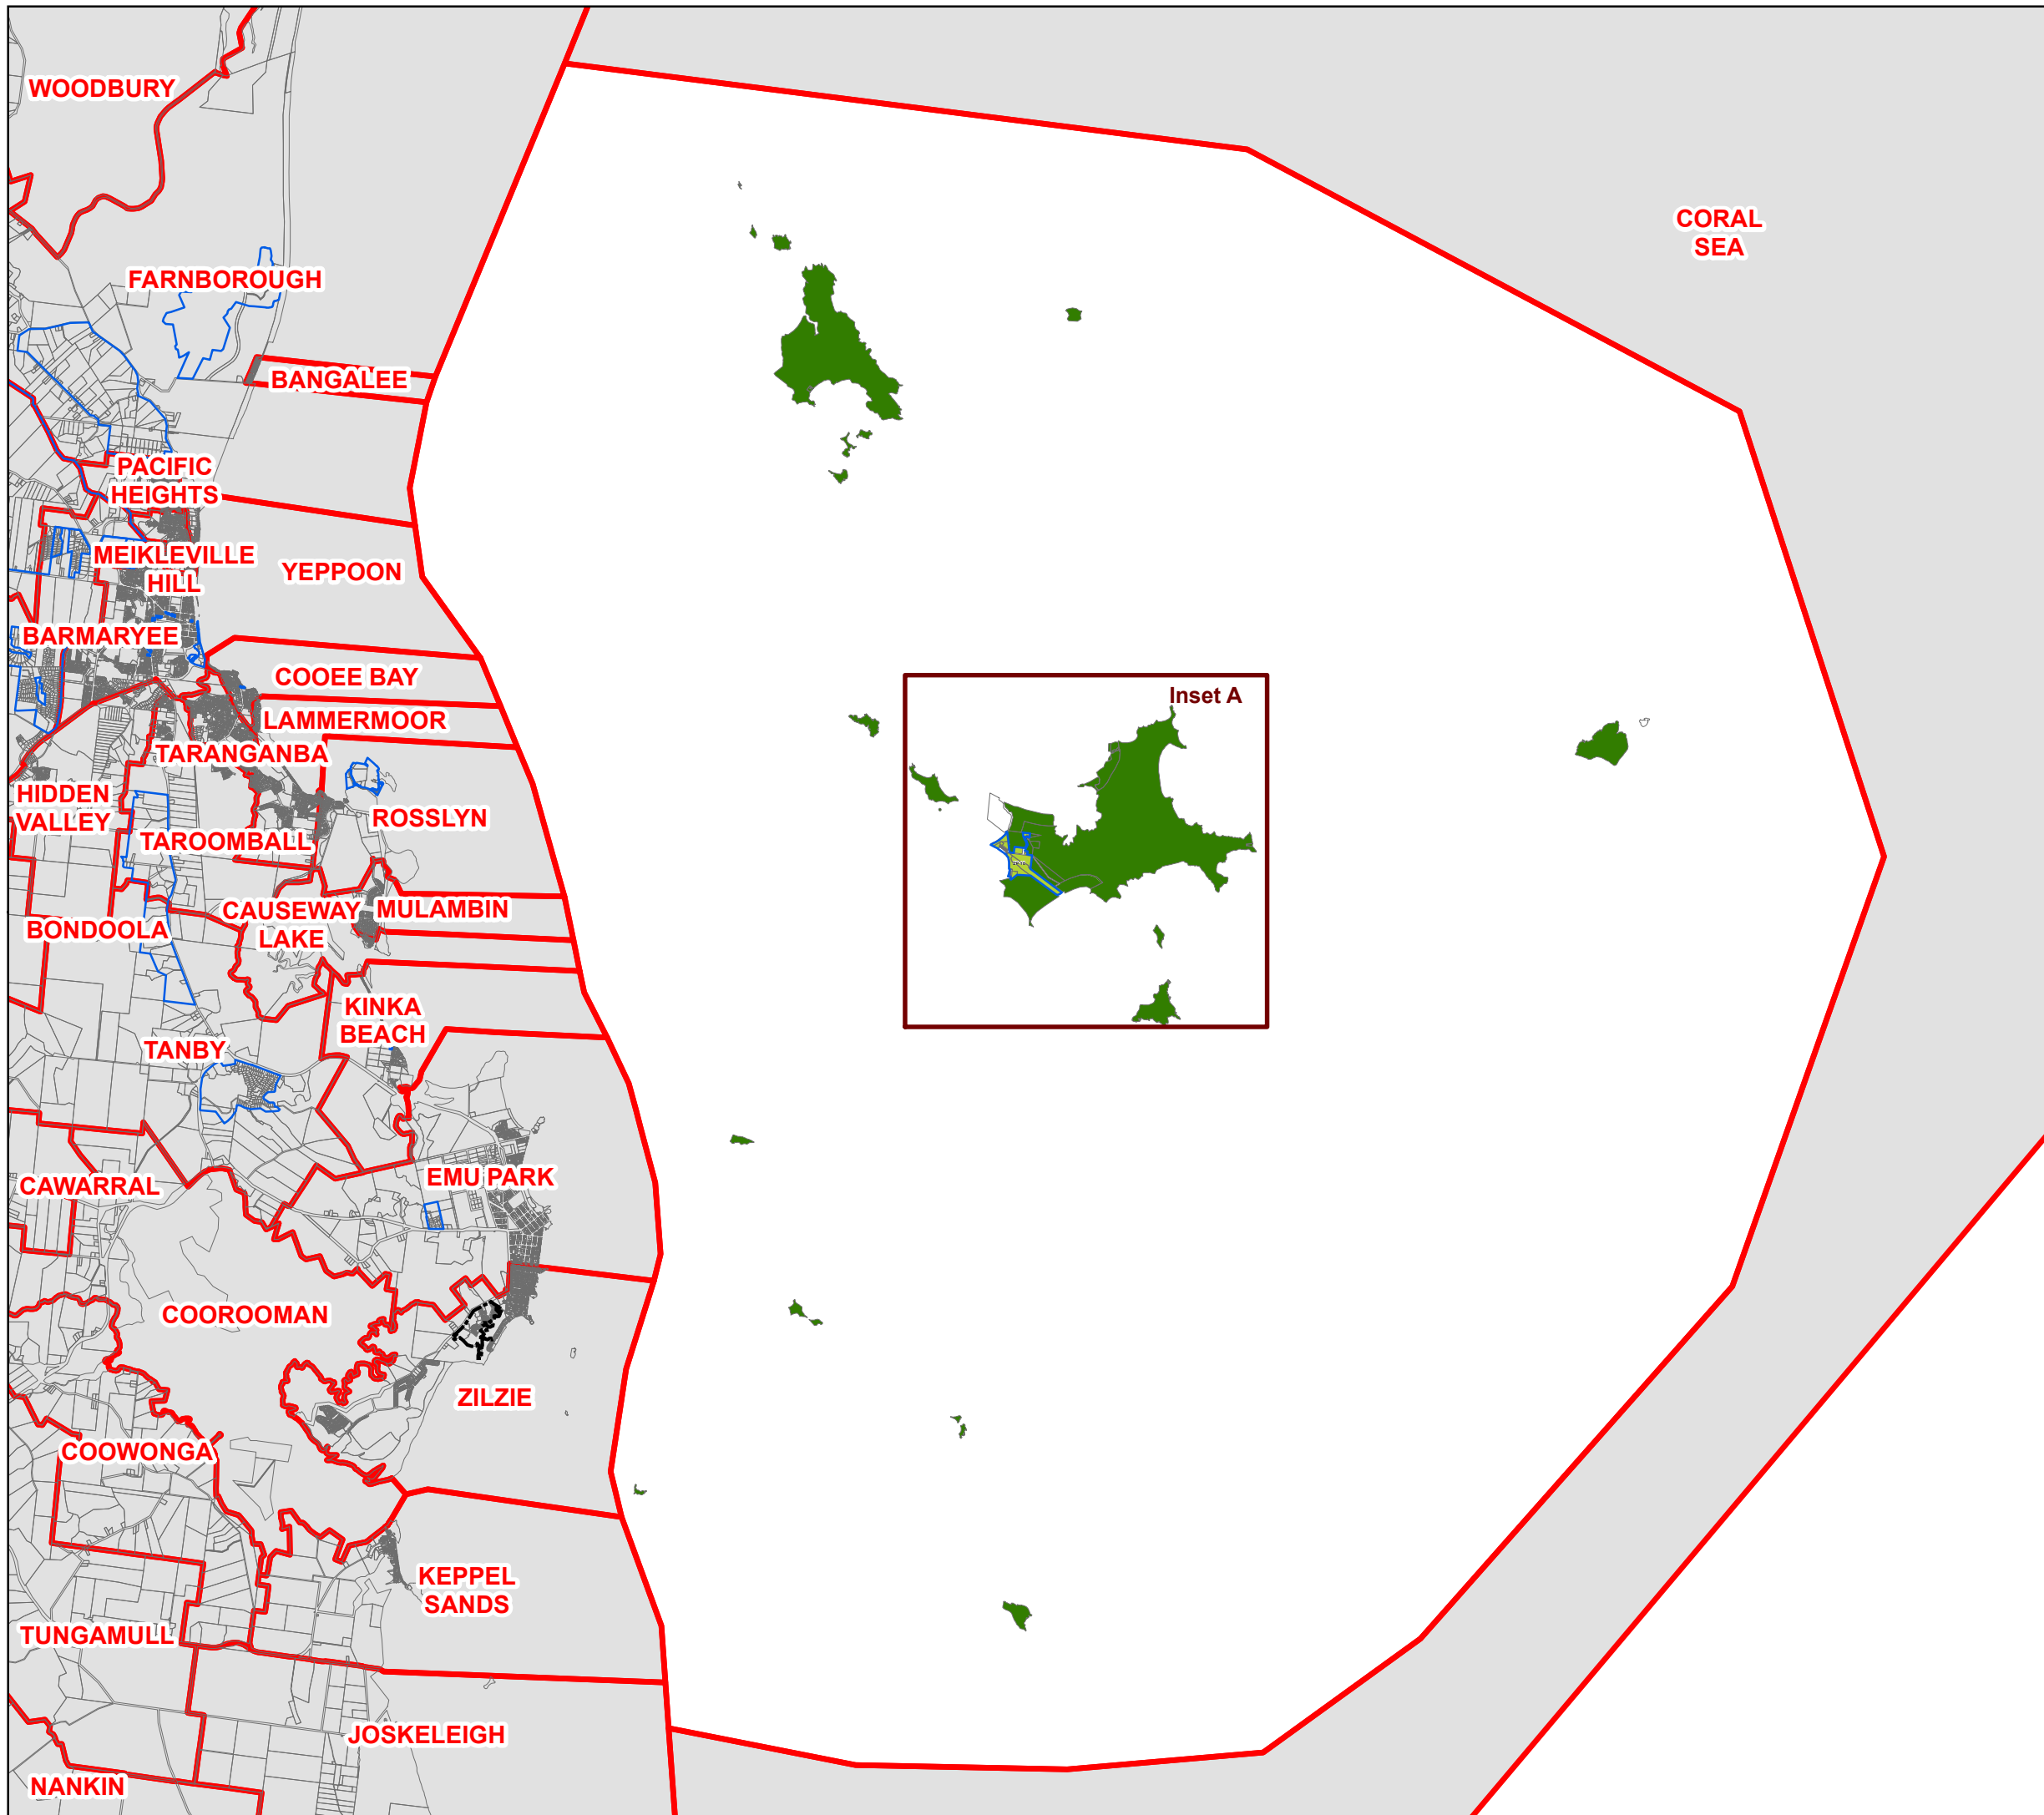 WOODBURY
CORAL
SEA
FARNBOROUGH
BANGALEE
PACIFIC
HEIGHTS
MEIKLEVILLE
HILL
YEPPOON
BARMARYEE
COOEE BAY
Inset A
LAMMERMOOR
TARANGANBA
HIDDEN
VALLEY
ROSSLYN
TAROOMBALL
CAUSEWAY
LAKE
MULAMBIN
BONDOOLA
KINKA
BEACH
TANBY
CAWARRAL
EMU PARK
COOROOMAN
ZILZIE
COOWONGA
KEPPEL
SANDS
TUNGAMULL
JOSKELEIGH
NANKIN